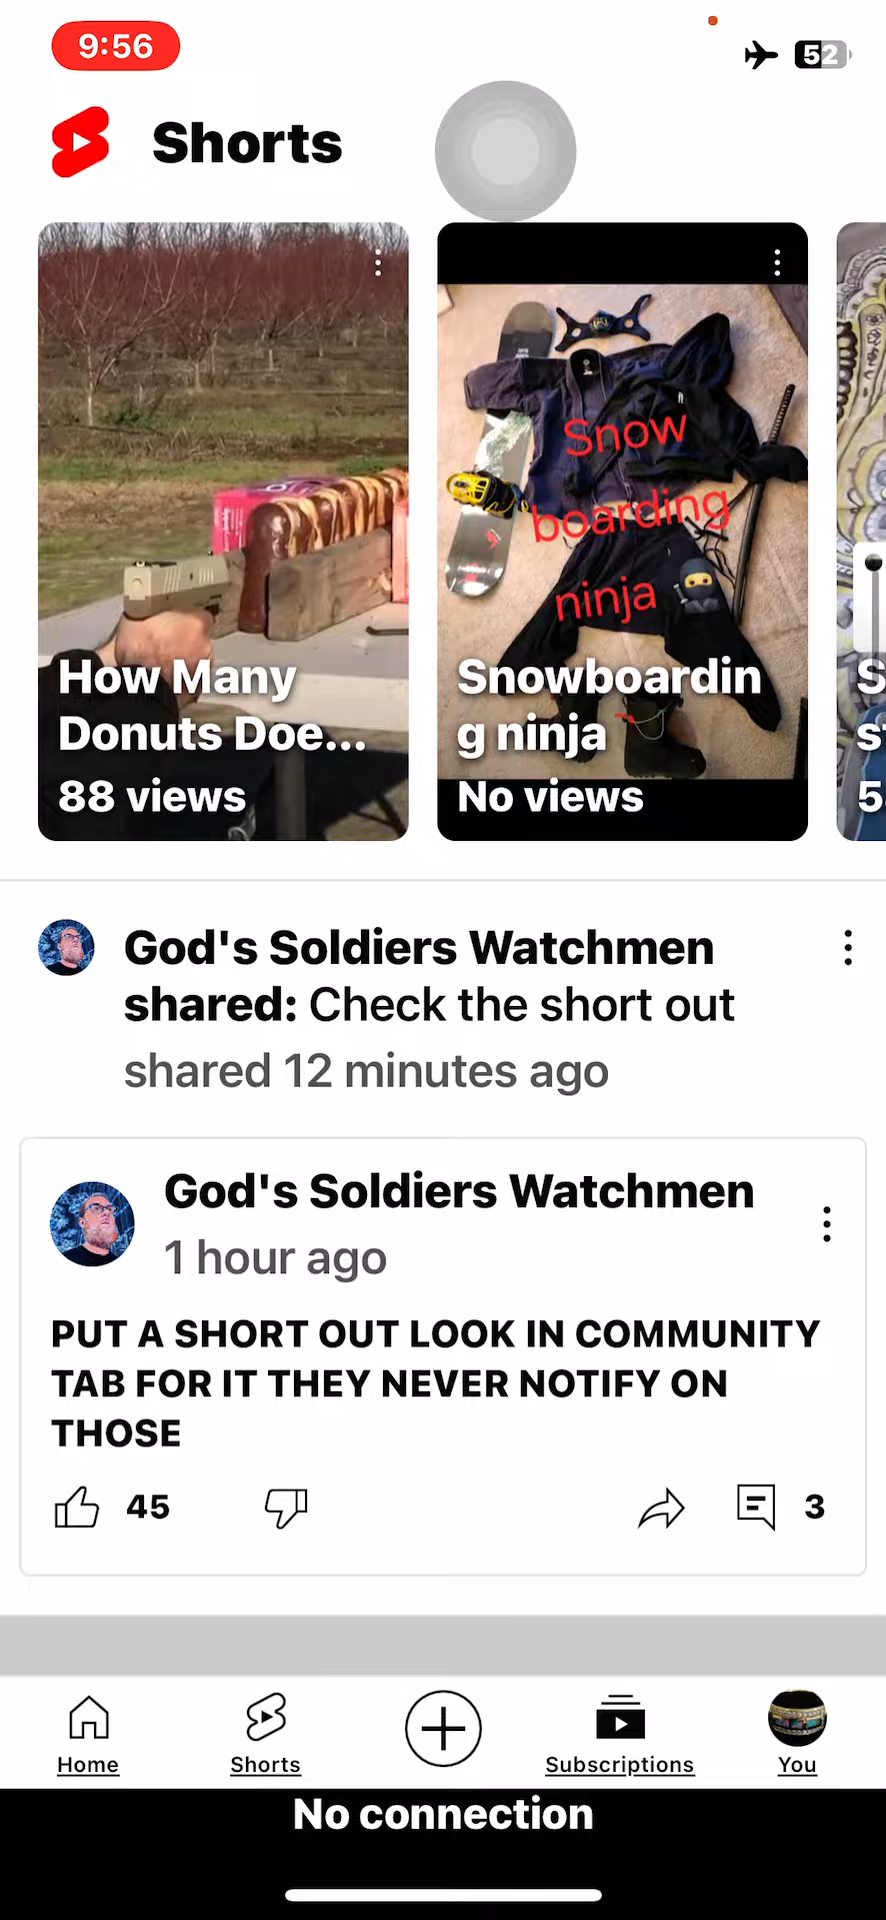 9:56
52
Shorts
Snow
boarding
ninja
How Many
Donuts Doe...
88 views
Snowboardin
g ninja
No views
S
5
God's Soldiers Watchmen
shared: Check the short out
shared 12 minutes ago
God's Soldiers Watchmen
1 hour ago
PUT A SHORT OUT LOOK IN COMMUNITY
TAB FOR IT THEY NEVER NOTIFY ON
THOSE
45
3
Home
Shorts
Subscriptions
You
No connection